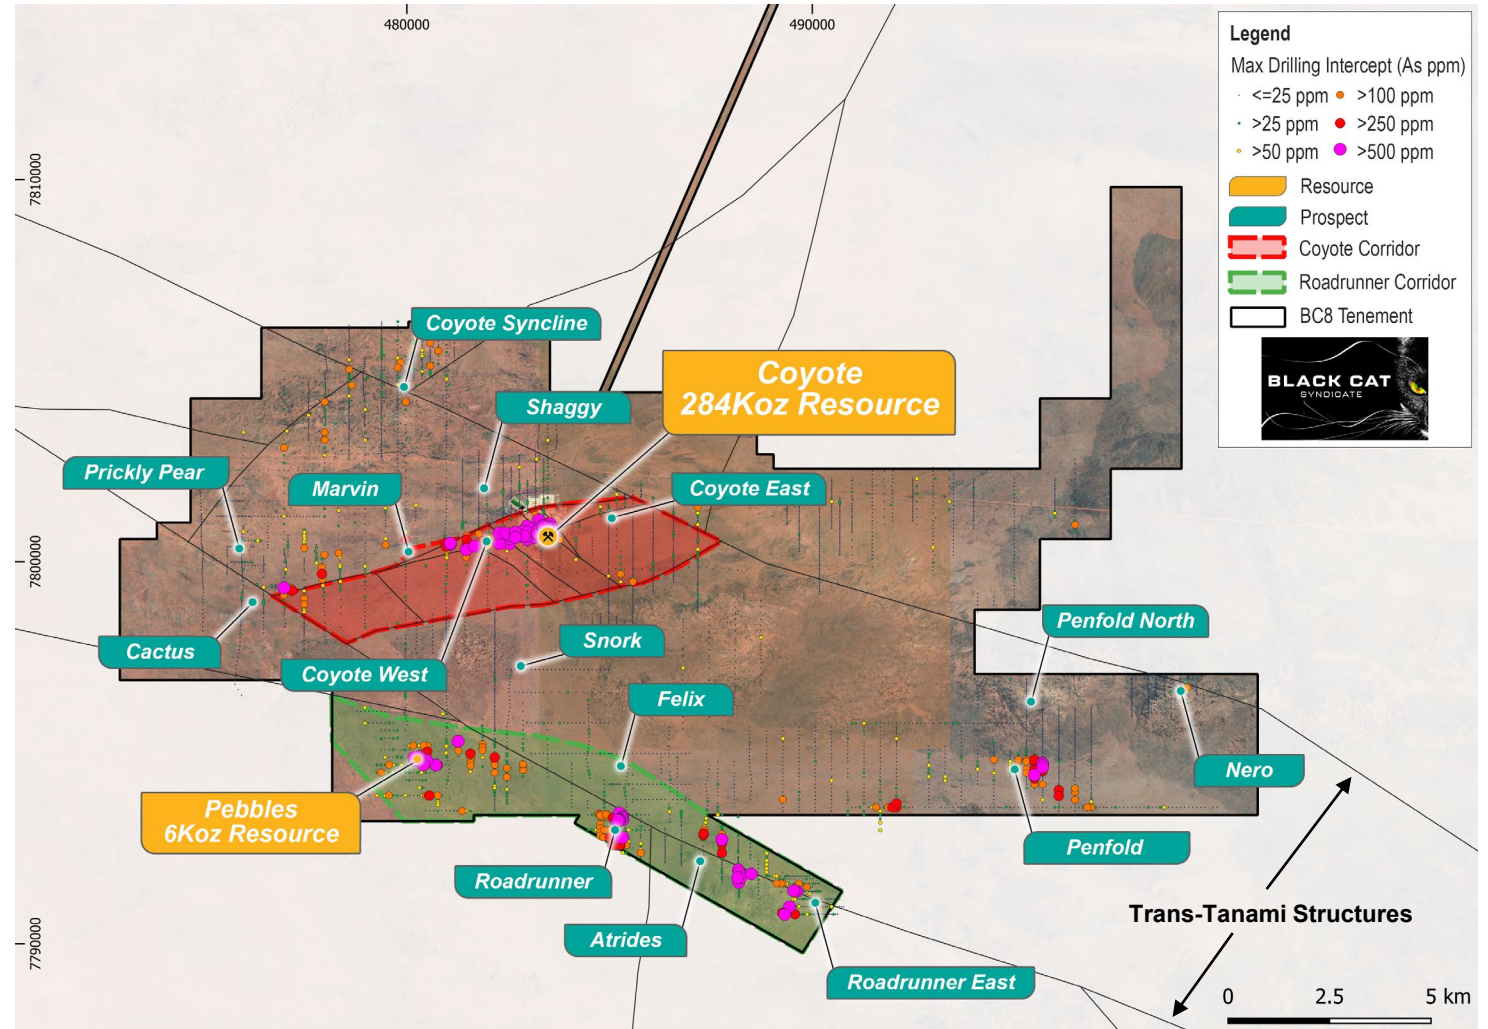 480000
490000
7810000
7800000
7790000
Legend
Max Drilling Intercept (As ppm)
<=25 ppm
>100 ppm
>25 ppm
>250 ppm
>50 ppm
>500 ppm
Resource
Prospect
Coyote Corridor
Roadrunner Corridor
BC8 Tenement
BLACK CAT
SYNDICATE
Coyote Syncline
Coyote
284Koz Resource
Shaggy
Prickly Pear
Marvin
Coyote East
Cactus
Coyote West
Snork
Penfold North
Felix
Nero
Pebbles
6Koz Resource
Penfold
Roadrunner
Trans-Tanami Structures
Atrides
Roadrunner East
0 2.5 5 km